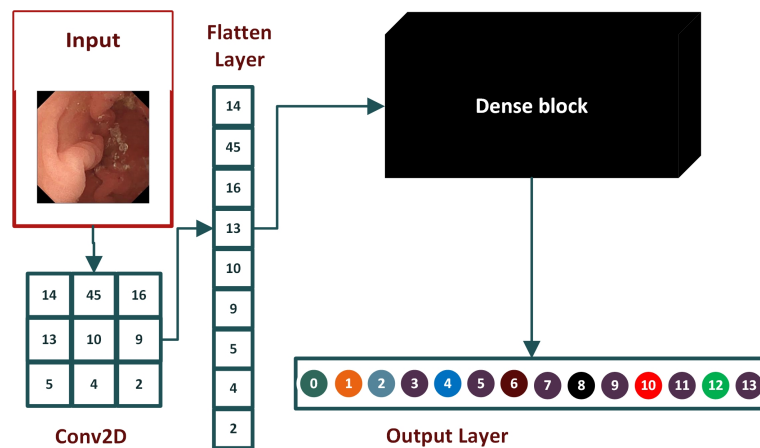 Input
14 45 16
13 10 9
5 4 2
Conv2D
Flatten
Layer
14
45
16
13
10
9
5
4
2
Dense block
0 1 2 3 4 5 6 7 8 9 10 11 12 13
Output Layer